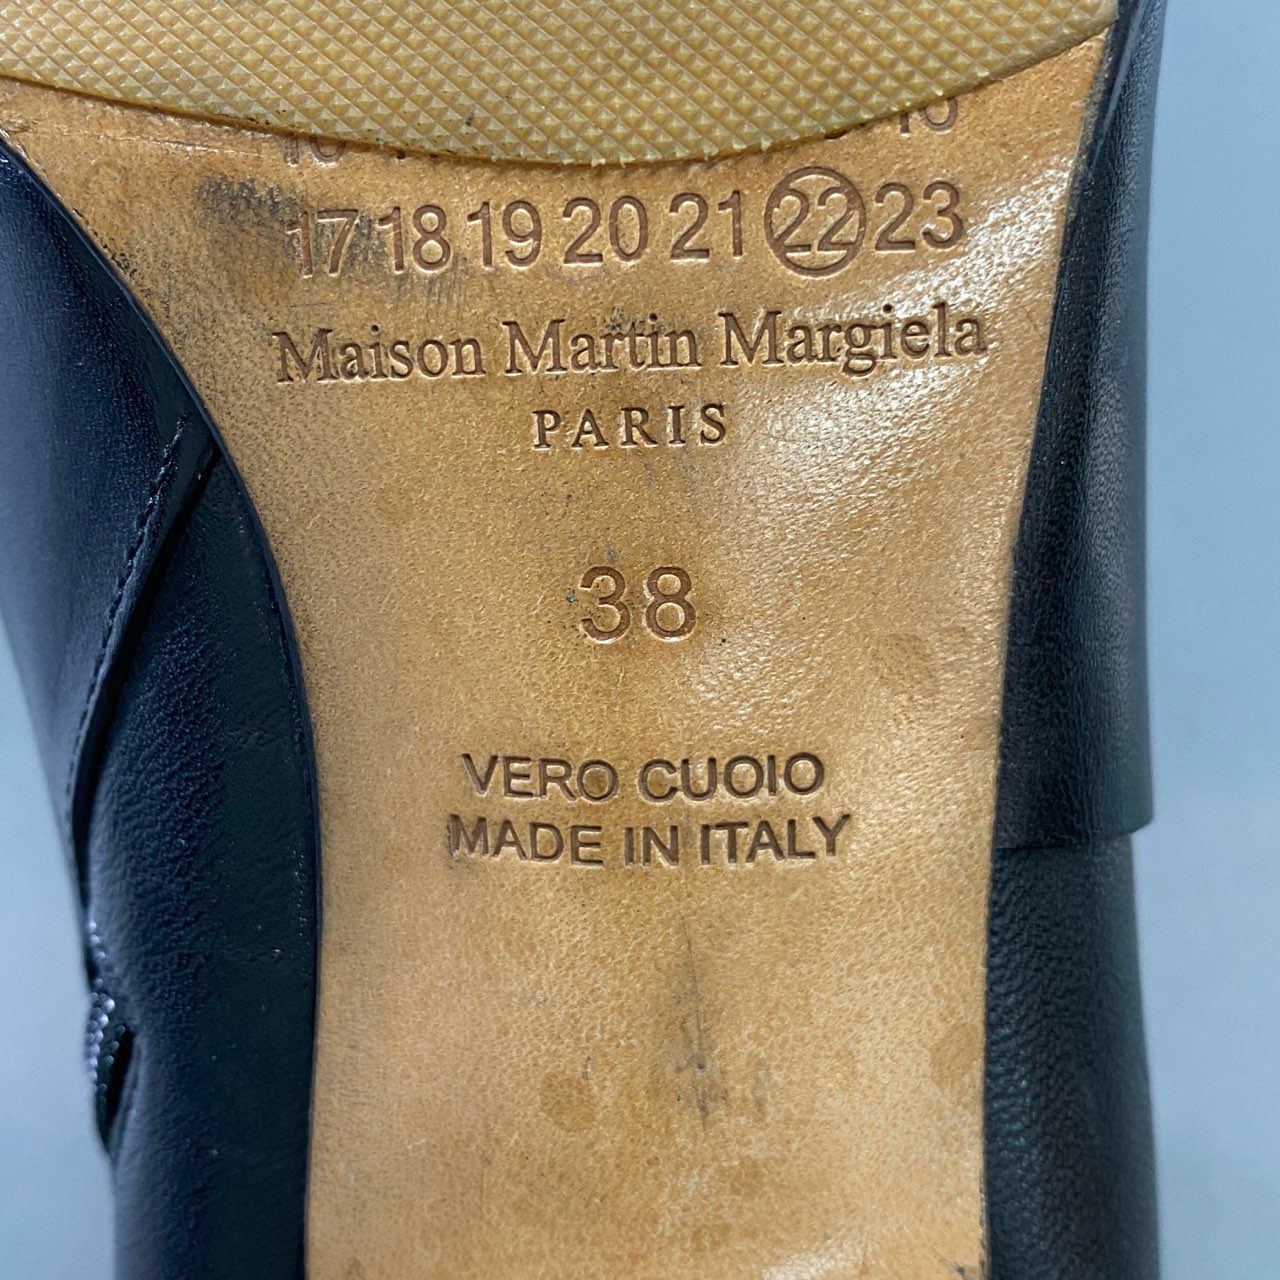 17 18 19 20 21 22 23
Maison Martin Margiela
PARIS
38
VERO CUOIO
MADE IN ITALY